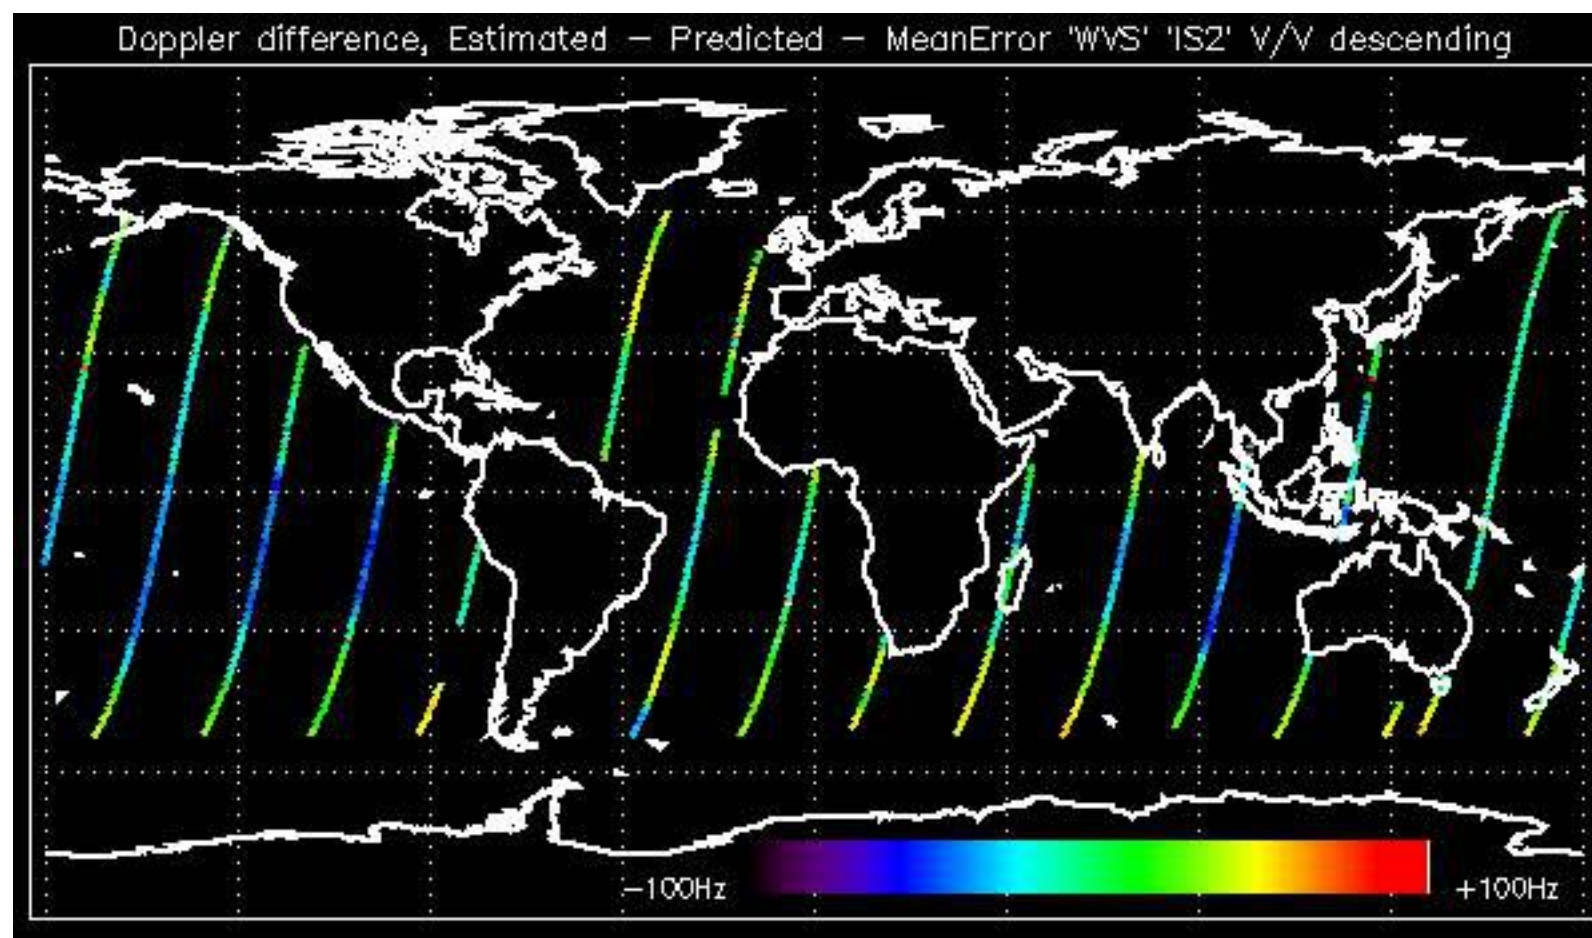 Doppler difference, Estimated – Predicted – MeanError 'WVS' 'IS2' V/V descending
–100Hz +100Hz